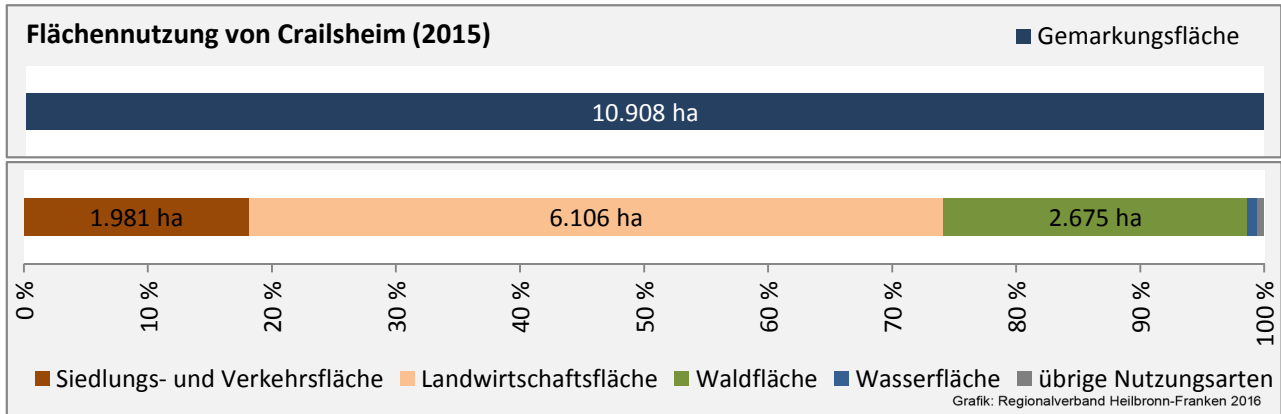 Flächennutzung von Crailsheim (2015)
Gemarkungsfläche
10.908 ha
1.981 ha 6.106 ha 2.675 ha
0 % 10 % 20 % 30 % 40 % 50 % 60 % 70 % 80 % 90 % 100 %
Siedlungs- und Verkehrsfläche Landwirtschaftsfläche Waldfläche Wasserfläche übrige Nutzungsarten
Grafik: Regionalverband Heilbronn-Franken 2016